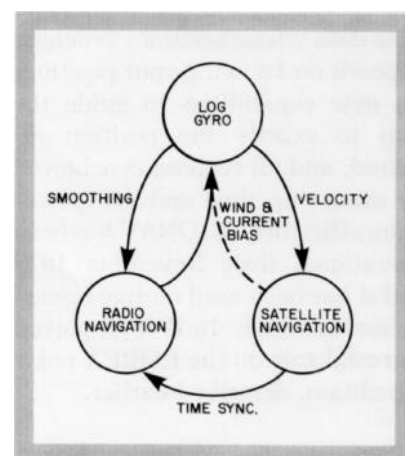 LOG
GYRO
SMOOTHING
VELOCITY
WIND &
CURRENT
BIAS
RADIO
NAVIGATION
SATELLITE
NAVIGATION
TIME SYNC.